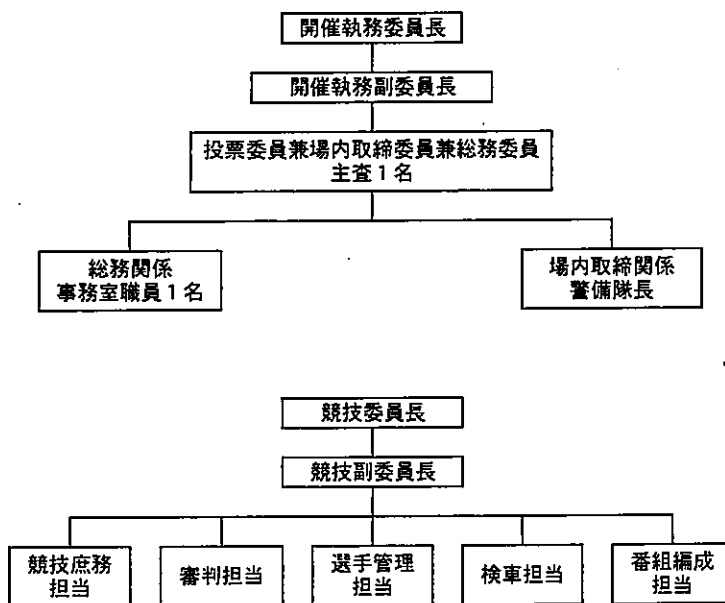 開催執務委員長
開催執務副委員長
投票委員兼場内取締委員兼総務委員
主査1名
総務関係
事務室職員1名
場内取締関係
警備隊長
競技委員長
競技副委員長
競技庶務
担当
審判担当
選手管理
担当
検車担当
番組編成
担当